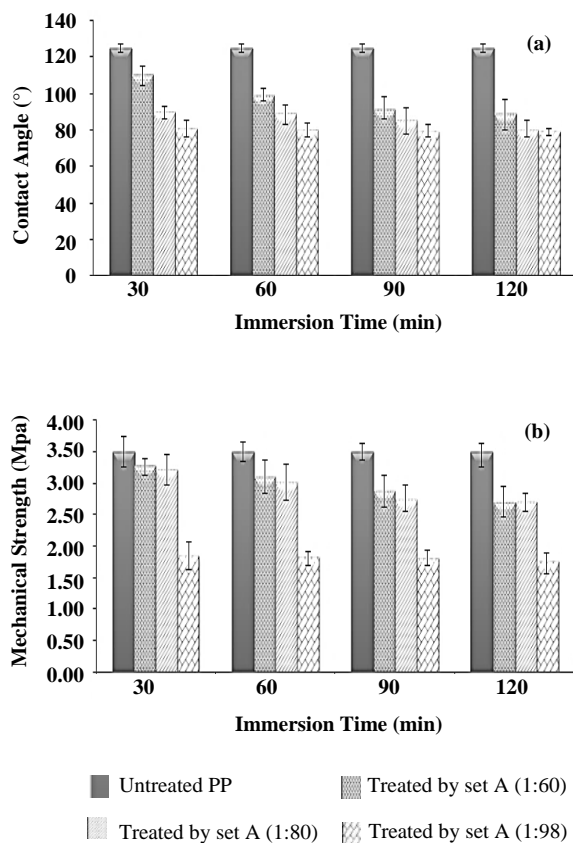 140
120
100
80
60
40
20
0
Contact Angle (°)
(a)
30 60 90 120
Immersion Time (min)
4.00
3.50
3.00
2.50
2.00
1.50
1.00
0.50
0.00
Mechanical Strength (Mpa)
(b)
30 60 90 120
Immersion Time (min)
Untreated PP
Treated by set A (1:60)
Treated by set A (1:80)
Treated by set A (1:98)